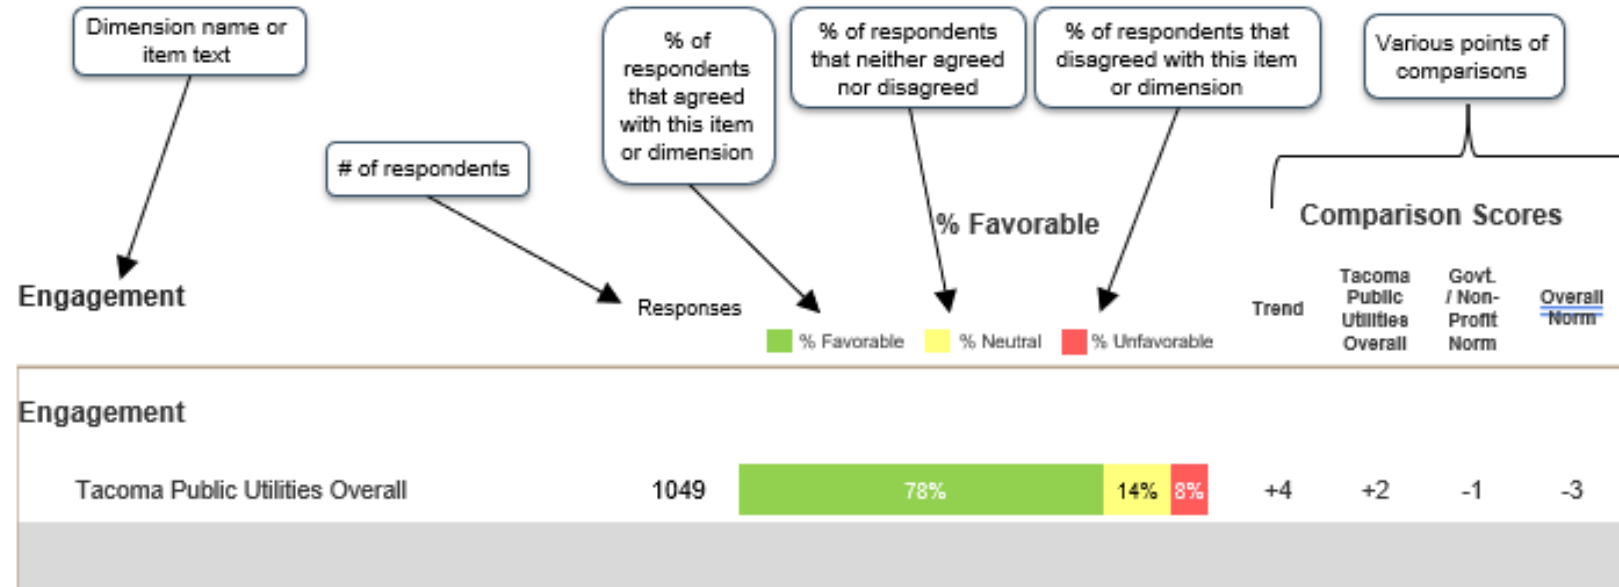 Dimension name or
item text
# of respondents
% of
respondents
that agreed
with this item
or dimension
% of respondents
that neither agreed
nor disagreed
% of respondents that
disagreed with this item
or dimension
Various points of
comparisons
% Favorable
Comparison Scores
Engagement
Responses
% Favorable % Neutral % Unfavorable
Trend
Tacoma
Public
Utilities
Overall
Govt.
/ Non-
Profit
Norm
Overall
Norm
Engagement
Tacoma Public Utilities Overall 1049 78% 14% 8% +4 +2 -1 -3